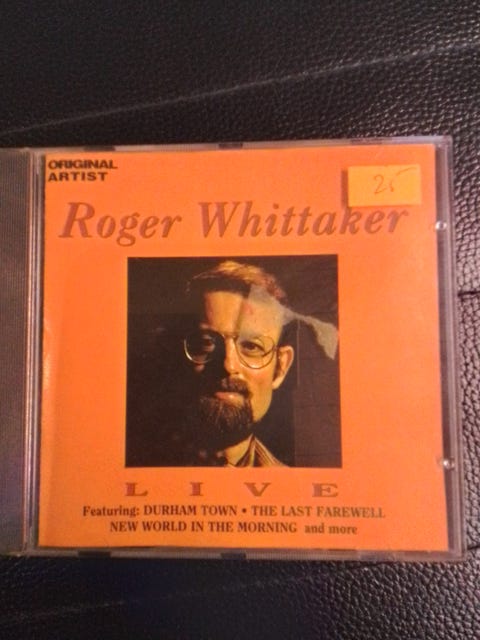 ORIGINAL
ARTIST
25
Roger Whittaker
LIVE
Featuring: DURHAM TOWN • THE LAST FAREWELL
NEW WORLD IN THE MORNING and more